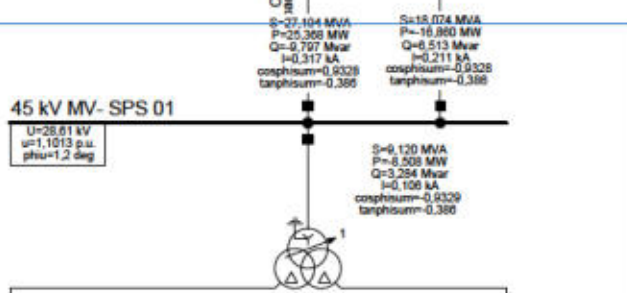 S=27,104 MVA
P=25,368 MW
Q=-9,797 Mvar
I=0,317 kA
cosphisum=0,9328
tanphisum=-0,386
S=18,074 MVA
P=-16,860 MW
Q=6,513 Mvar
I=0,211 kA
cosphisum=-0,9328
tanphisum=-0,386
45 kV MV- SPS 01
U=28,61 kV
u=1,1013 p.u.
phiu=1,2 deg
S=9,120 MVA
P=-8,508 MW
Q=3,284 Mvar
I=0,106 kA
cosphisum=-0,9329
tanphisum=-0,386
1